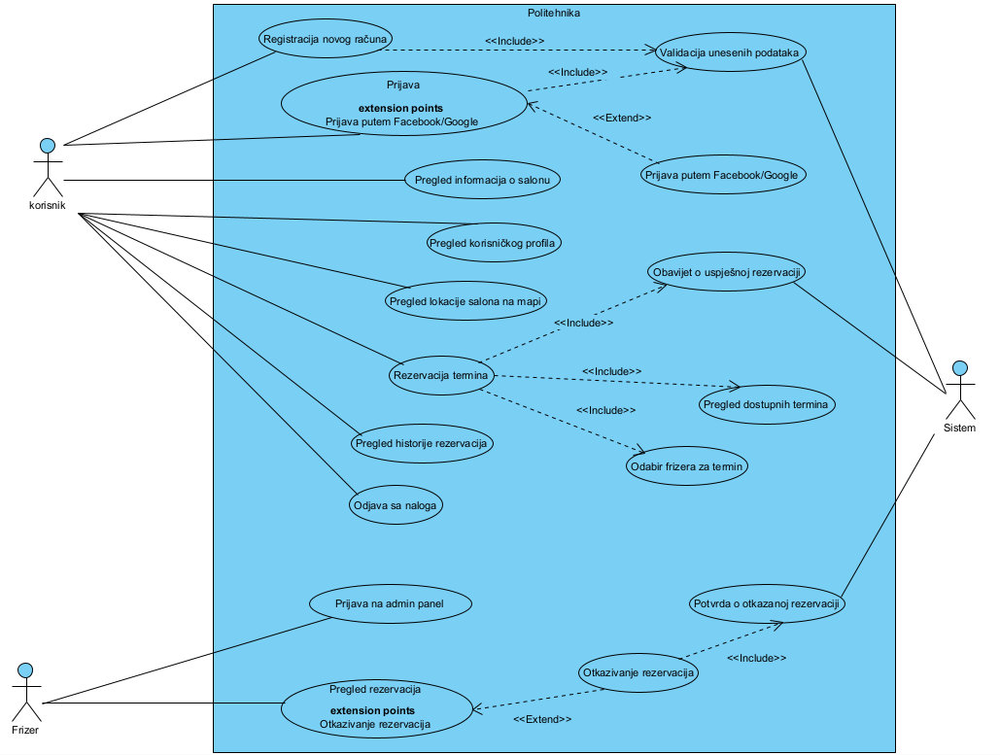 Politehnika
Registracija novog računa
<<Include>>
Validacija unesenih podataka
<<Include>>
Prijava
extension points
Prijava putem Facebook/Google
<<Extend>>
Prijava putem Facebook/Google
korisnik
Pregled informacija o salonu
Pregled korisničkog profila
Obavijet o uspješnoj rezervaciji
Pregled lokacije salona na mapi
<<Include>>
Rezervacija termina
<<Include>>
Pregled dostupnih termina
<<Include>>
Sistem
Pregled historije rezervacija
Odabir frizera za termin
Odjava sa naloga
Prijava na admin panel
Potvrda o otkazanoj rezervaciji
<<Include>>
Otkazivanje rezervacija
Pregled rezervacija
extension points
Otkazivanje rezervacija
<<Extend>>
Frizer